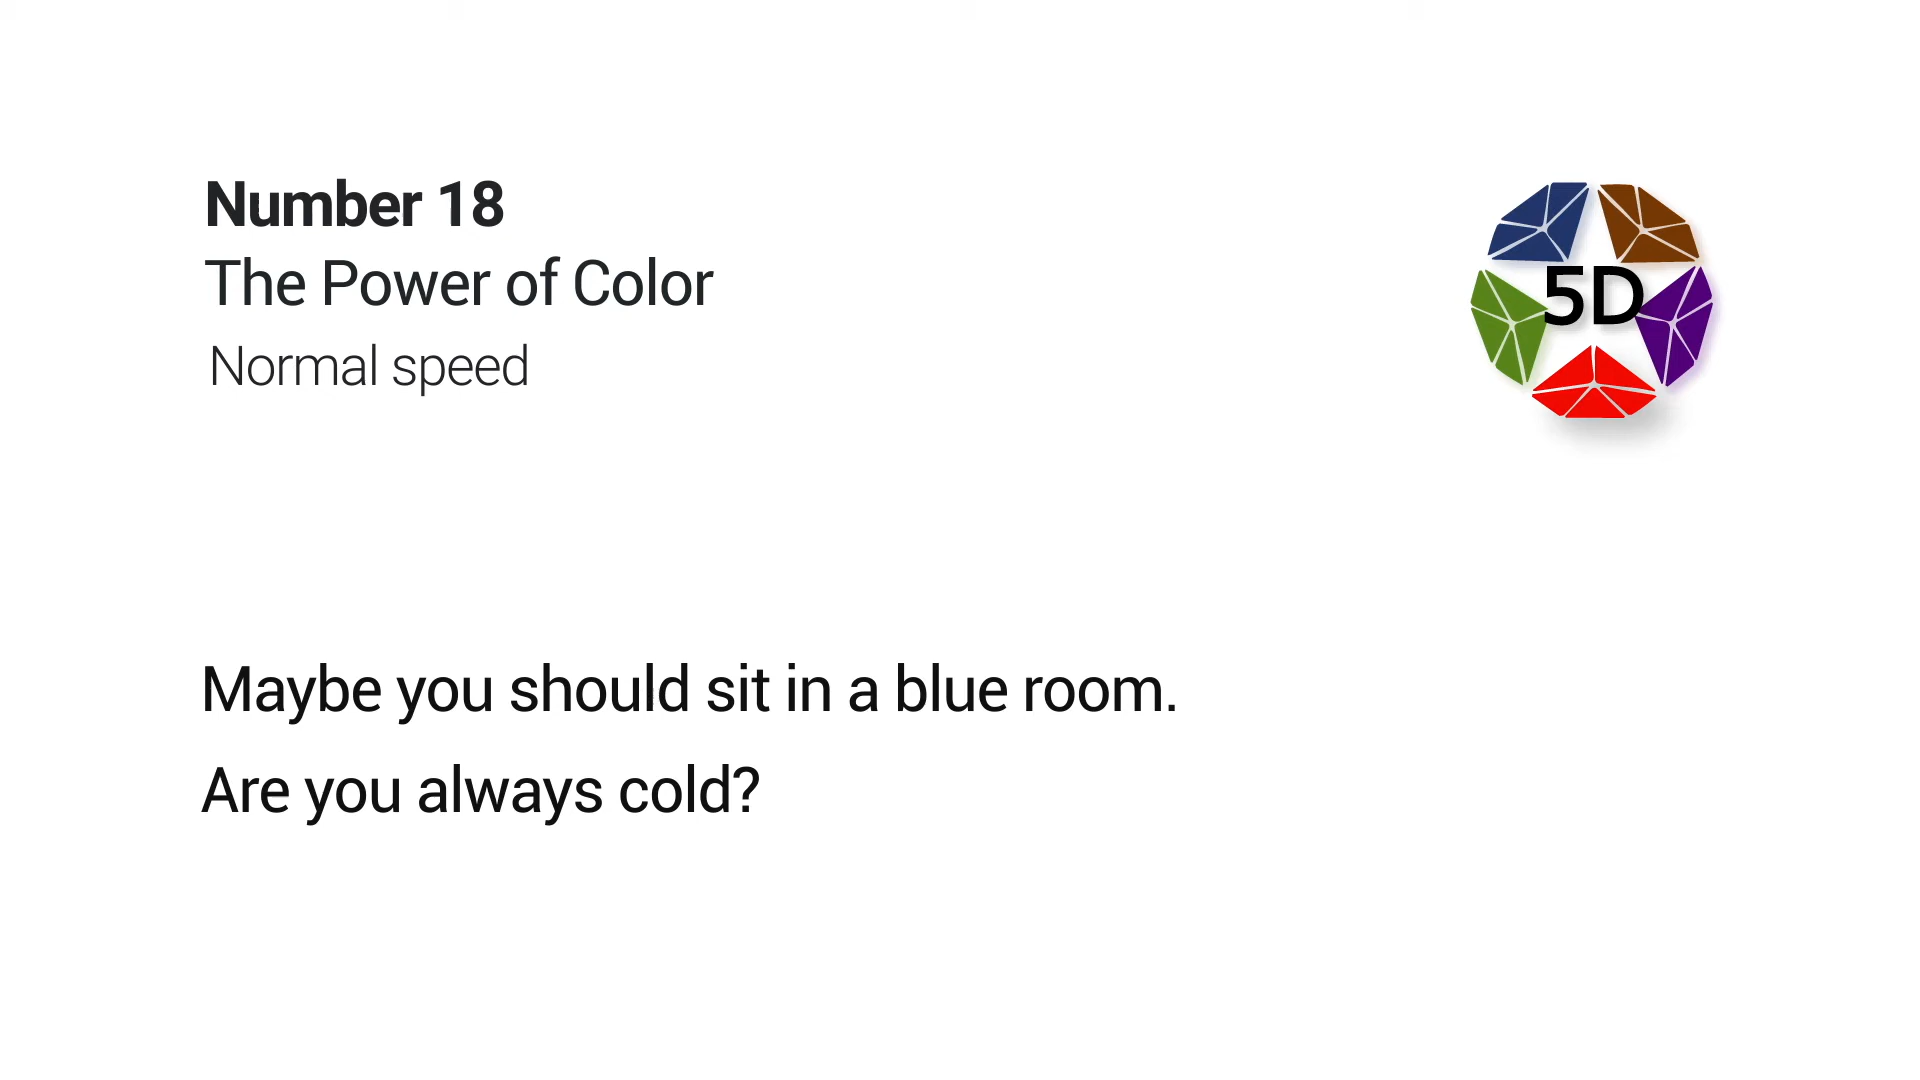 Number 18
The Power of Color
Normal speed
5D
Maybe you should sit in a blue room.
Are you always cold?